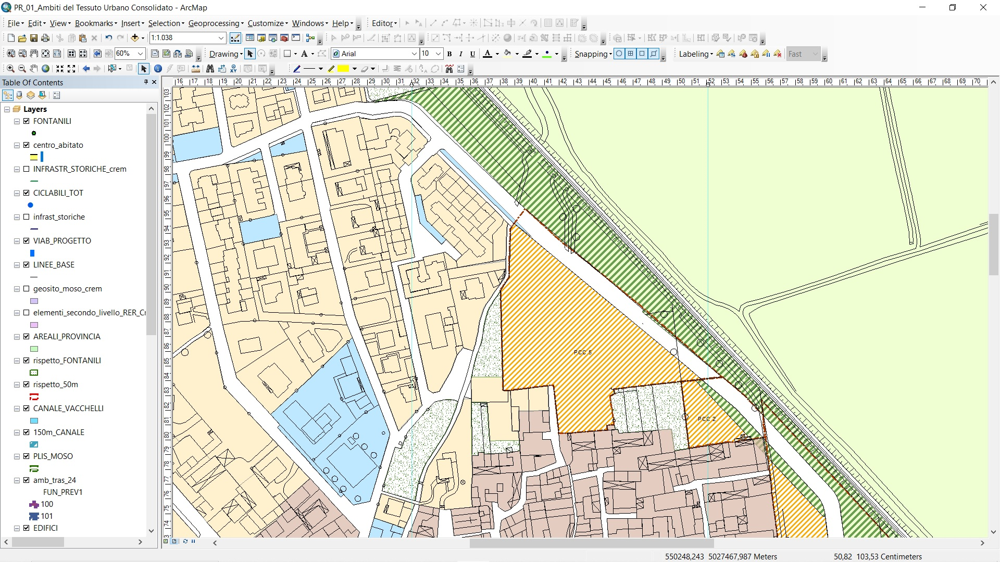 PR_01_Ambiti del Tessuto Urbano Consolidato - ArcMap
File Edit View Bookmarks Insert Selection Geoprocessing Customize Windows Help Editor
1:1.038
60% Drawing Arial 10 B I U A Snapping Labeling Fast
Table Of Contents
16 17 18 19 20 21 22 23 24 25 26 27 28 29 30 31 32 33 34 35 36 37 38 39 40 41 42 43 44 45 46 47 48 49 50 51 52 53 54 55 56 57 58 59 60 61 62 63 64 65 66 67 68 69 70
103
102
101
100
99
98
97
96
95
94
93
92
91
90
89
88
87
86
85
84
83
82
81
80
79
78
77
76
75
74
Layers
FONTANILI
centro_abitato
INFRASTR_STORICHE_crem
CICLABILI_TOT
infrast_storiche
VIAB_PROGETTO
LINEE_BASE
geosito_moso_crem
elementi_secondo_livello_RER_Cr
AREALI_PROVINCIA
rispetto_FONTANILI
rispetto_50m
CANALE_VACCHELLI
150m_CANALE
PLIS_MOSO
amb_tras_24
FUN_PREV1
100
101
EDIFICI
PCC 5
PCC 2
550248,243 5027467,987 Meters
50,82 103,53 Centimeters